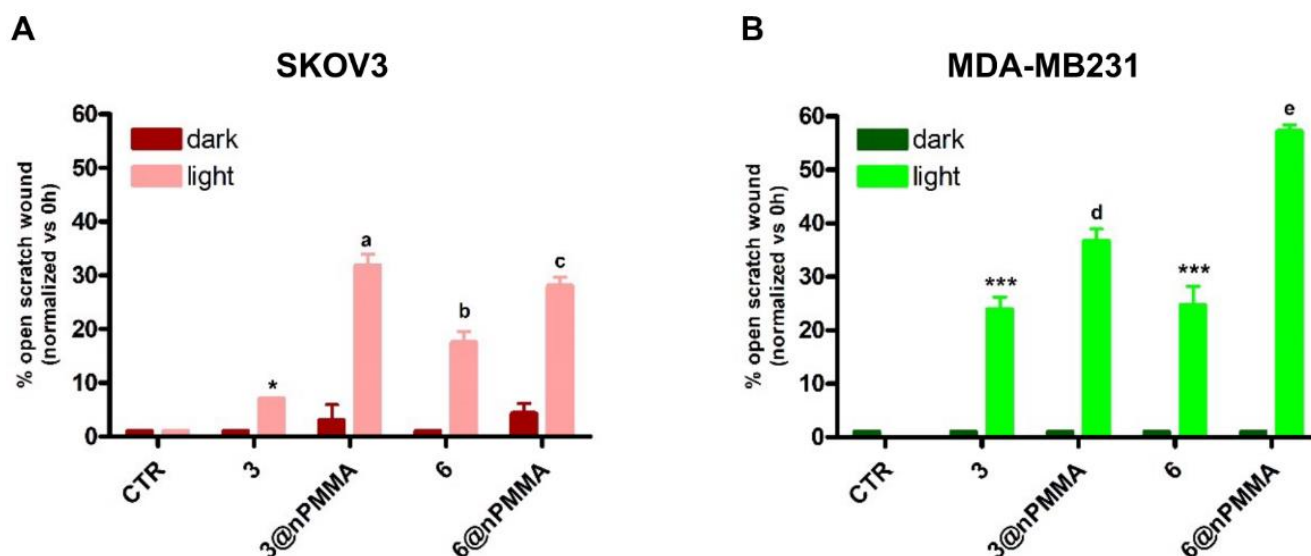 A
SKOV3
% open scratch wound
(normalized vs 0h)
60
50
40
30
20
10
0
dark
light
*
a
b
c
CTR
3
3@nPMMA
6
6@nPMMA
B
MDA-MB231
% open scratch wound
(normalized vs 0h)
60
50
40
30
20
10
0
dark
light
***
d
***
e
CTR
3
3@nPMMA
6
6@nPMMA